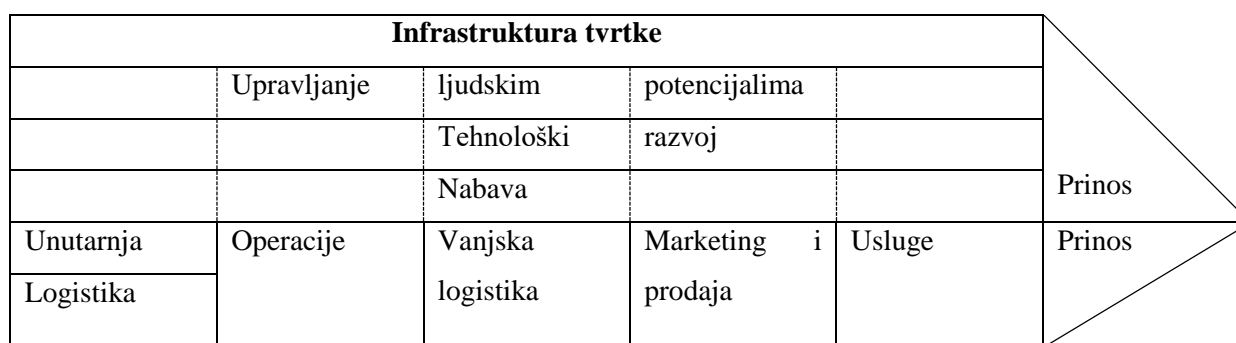 Infrastruktura tvrtke
Upravljanje ljudskim potencijalima
Tehnološki razvoj
Nabava
Prinos
Unutarnja
Logistika
Operacije
Vanjska
logistika
Marketing i
prodaja
Usluge
Prinos